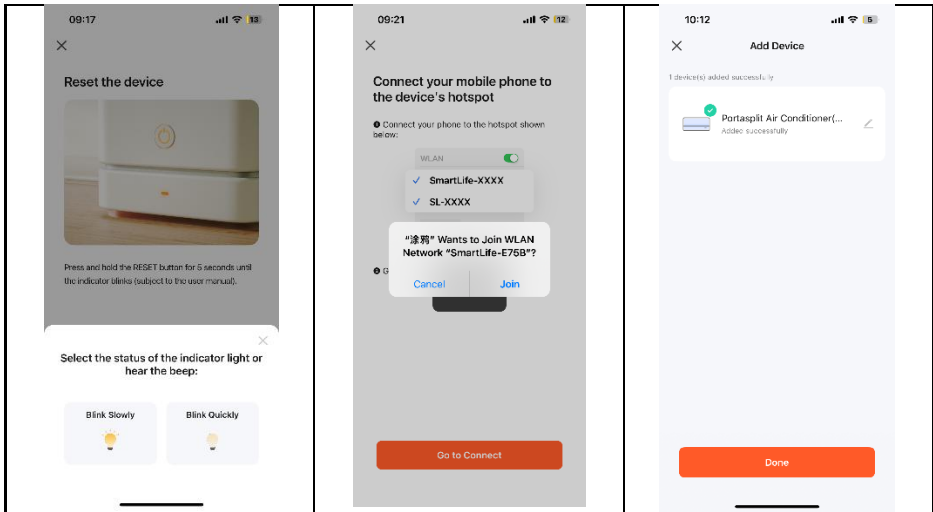 09:17
13
Reset the device
Press and hold the RESET button for 5 seconds until
the indicator blinks (subject to the user manual).
Select the status of the indicator light or
hear the beep:
Blink Slowly
Blink Quickly
09:21
12
Connect your mobile phone to
the device's hotspot
❶ Connect your phone to the hotspot shown
below:
WLAN
SmartLife-XXXX
SL-XXXX
"涂鸦" Wants to Join WLAN
Network "SmartLife-E75B"?
❷ G
Cancel
Join
Go to Connect
10:12
5
Add Device
1 device(s) added successfully
Portasplit Air Conditioner(...
Added successfully
Done